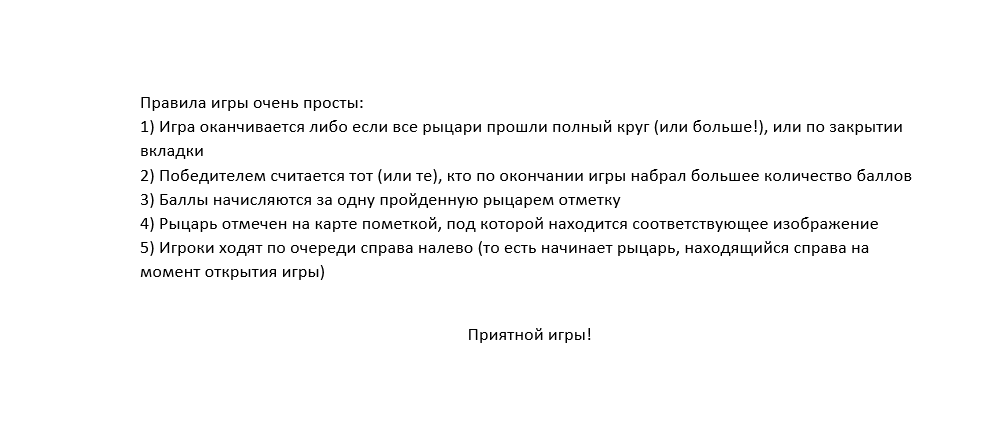 Правила игры очень просты:
1) Игра оканчивается либо если все рыцари прошли полный круг (или больше!), или по закрытии
вкладки
2) Победителем считается тот (или те), кто по окончании игры набрал большее количество баллов
3) Баллы начисляются за одну пройденную рыцарем отметку
4) Рыцарь отмечен на карте пометкой, под которой находится соответствующее изображение
5) Игроки ходят по очереди справа налево (то есть начинает рыцарь, находящийся справа на
момент открытия игры)
Приятной игры!